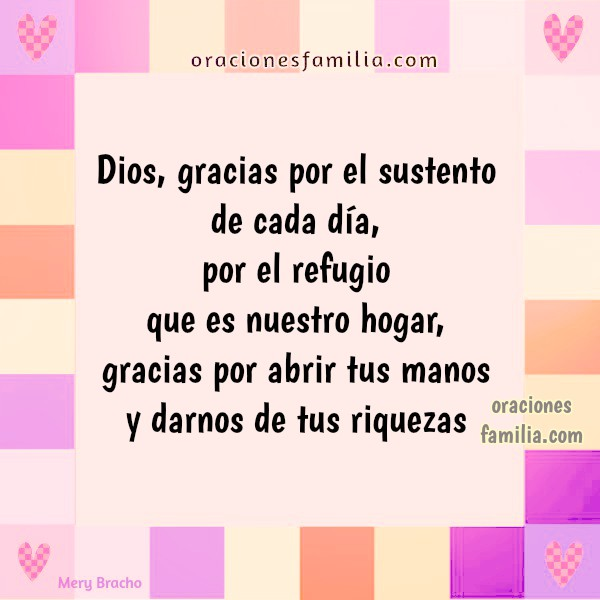 oracionesfamilia.com
Dios, gracias por el sustento
de cada día,
por el refugio
que es nuestro hogar,
gracias por abrir tus manos
y darnos de tus riquezas
oraciones
familia.com
Mery Bracho